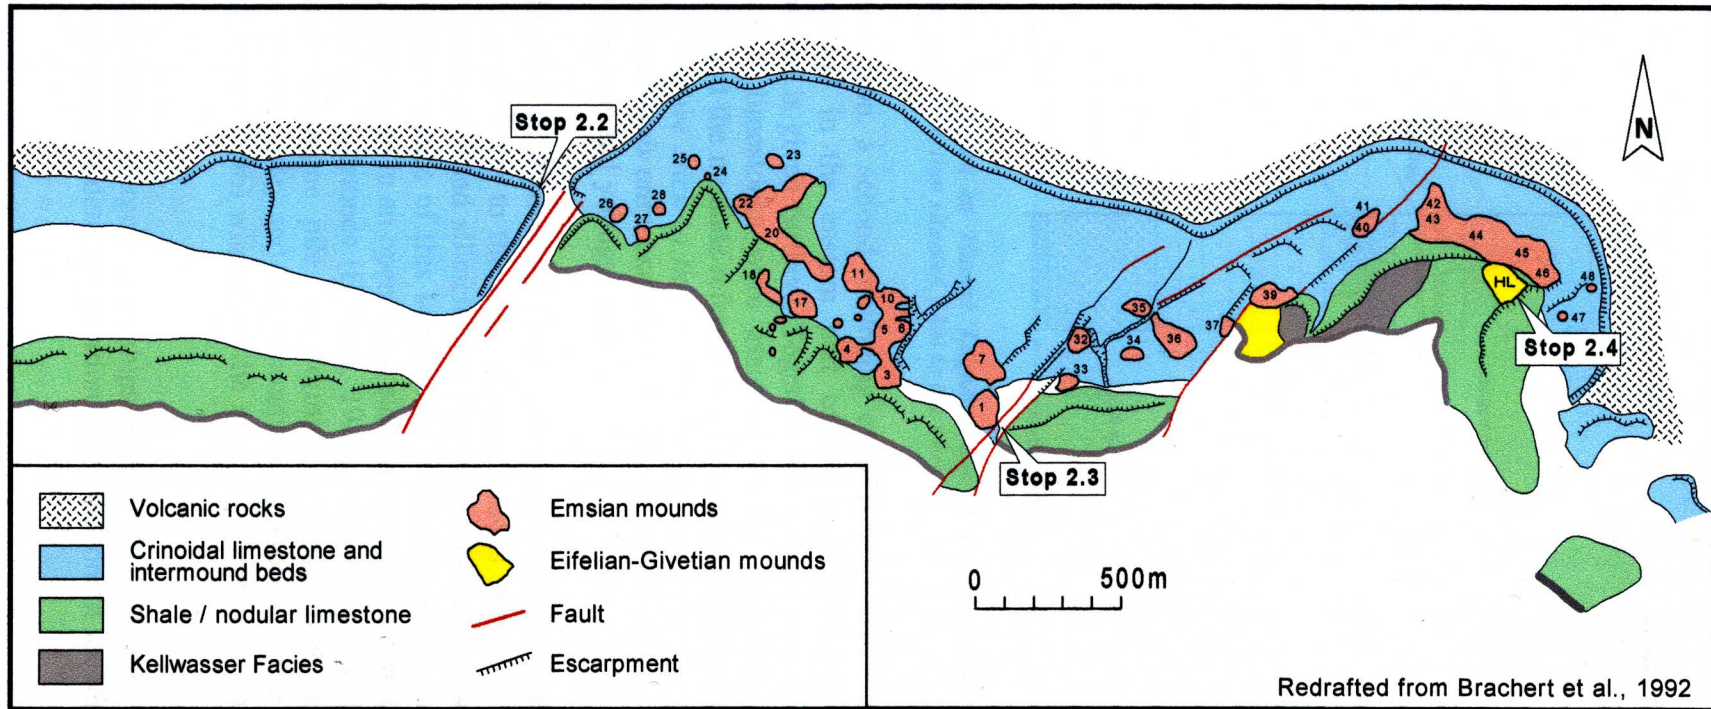 Stop 2.2
N
25
23
24
26
28
27
22
20
18
17
11
10
5
6
4
3
7
1
35
32
34
36
33
37
39
41
40
42
43
44
45
46
HL
48
47
Stop 2.4
Stop 2.3
Volcanic rocks
Crinoidal limestone and
intermound beds
Shale / nodular limestone
Kellwasser Facies
Emsian mounds
Eifelian-Givetian mounds
Fault
Escarpment
0 500m
Redrafted from Brachert et al., 1992